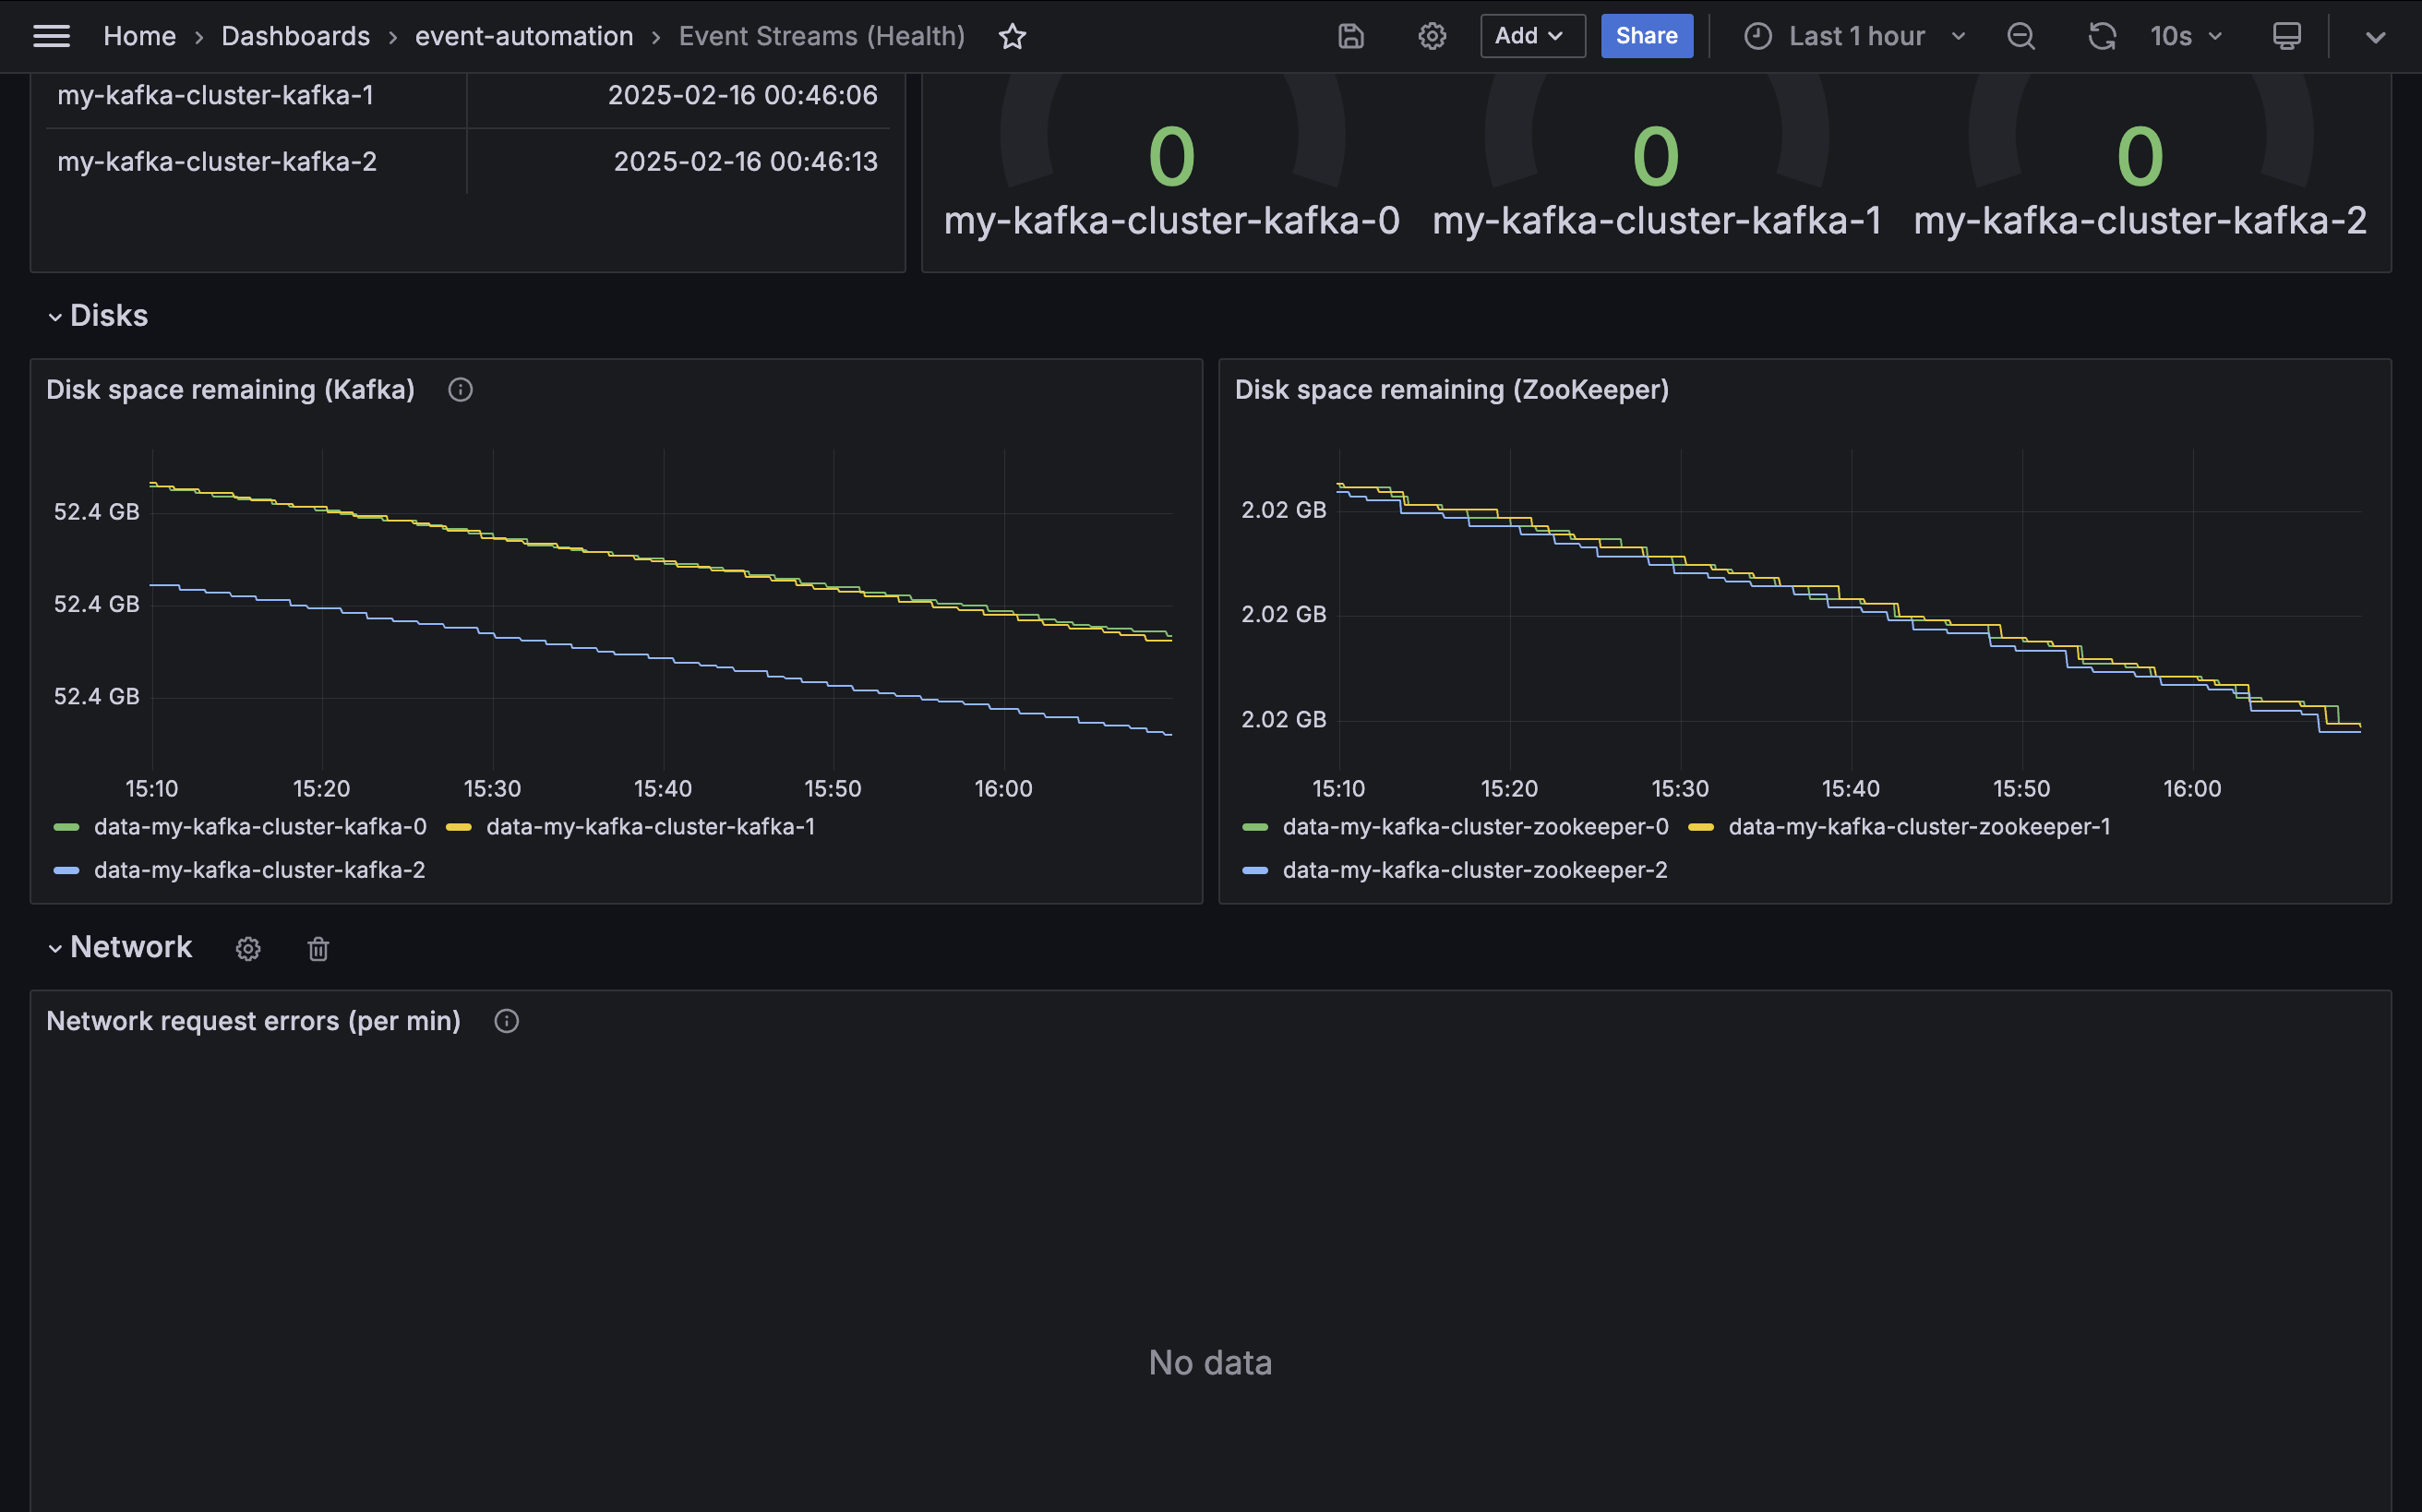 Home › Dashboards › event-automation › Event Streams (Health)
Add
Share
Last 1 hour
10s
my-kafka-cluster-kafka-1 2025-02-16 00:46:06
my-kafka-cluster-kafka-2 2025-02-16 00:46:13
0 0 0
my-kafka-cluster-kafka-0 my-kafka-cluster-kafka-1 my-kafka-cluster-kafka-2
Disks
Disk space remaining (Kafka)
52.4 GB
52.4 GB
52.4 GB
15:10 15:20 15:30 15:40 15:50 16:00
data-my-kafka-cluster-kafka-0 data-my-kafka-cluster-kafka-1
data-my-kafka-cluster-kafka-2
Disk space remaining (ZooKeeper)
2.02 GB
2.02 GB
2.02 GB
15:10 15:20 15:30 15:40 15:50 16:00
data-my-kafka-cluster-zookeeper-0 data-my-kafka-cluster-zookeeper-1
data-my-kafka-cluster-zookeeper-2
Network
Network request errors (per min)
No data